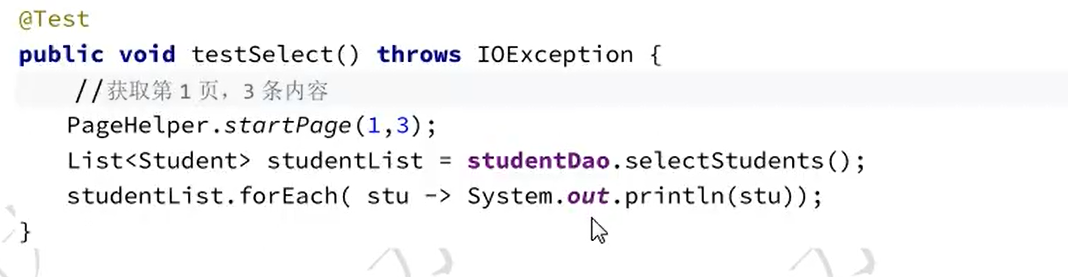 @Test
public void testSelect() throws IOException {
//获取第 1 页，3 条内容
PageHelper.startPage(1,3);
List<Student> studentList = studentDao.selectStudents();
studentList.forEach( stu -> System.out.println(stu));
}